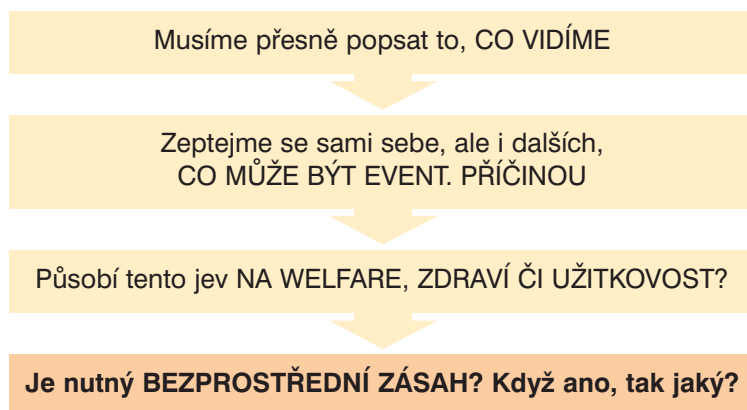 Musíme přesně popsat to, CO VIDÍME
Zeptejme se sami sebe, ale i dalších,
CO MŮŽE BÝT EVENT. PŘÍČINOU
Působí tento jev NA WELFARE, ZDRAVÍ ČI UŽITKOVOST?
Je nutný BEZPROSTŘEDNÍ ZÁSAH? Když ano, tak jaký?